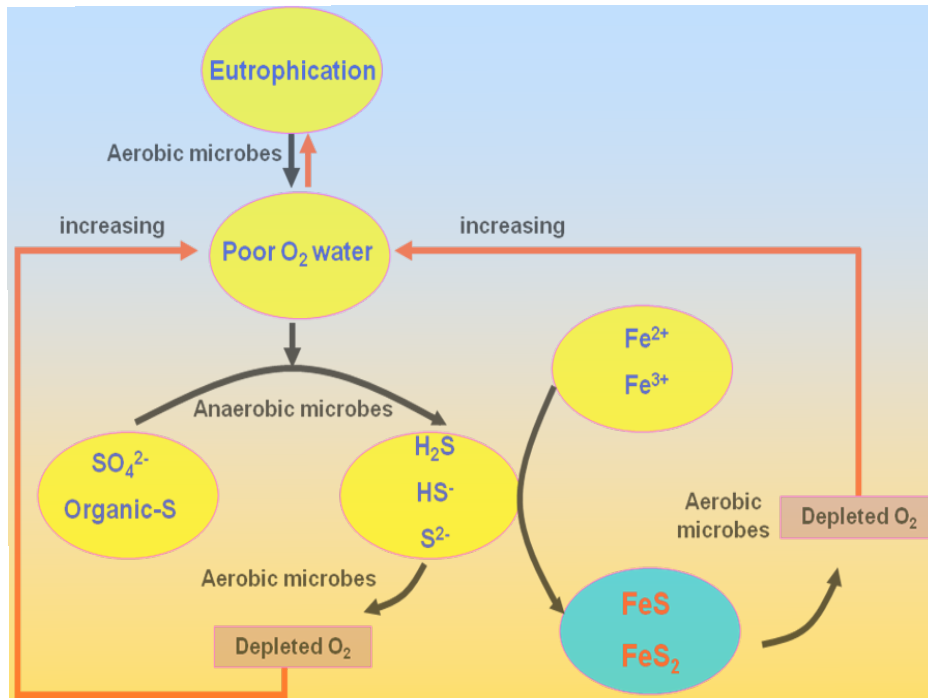 Eutrophication
Aerobic microbes
increasing
increasing
Poor O₂ water
Fe²⁺
Fe³⁺
Anaerobic microbes
SO₄²⁻
Organic-S
H₂S
HS⁻
S²⁻
Aerobic
microbes
Depleted O₂
Aerobic microbes
Depleted O₂
FeS
FeS₂